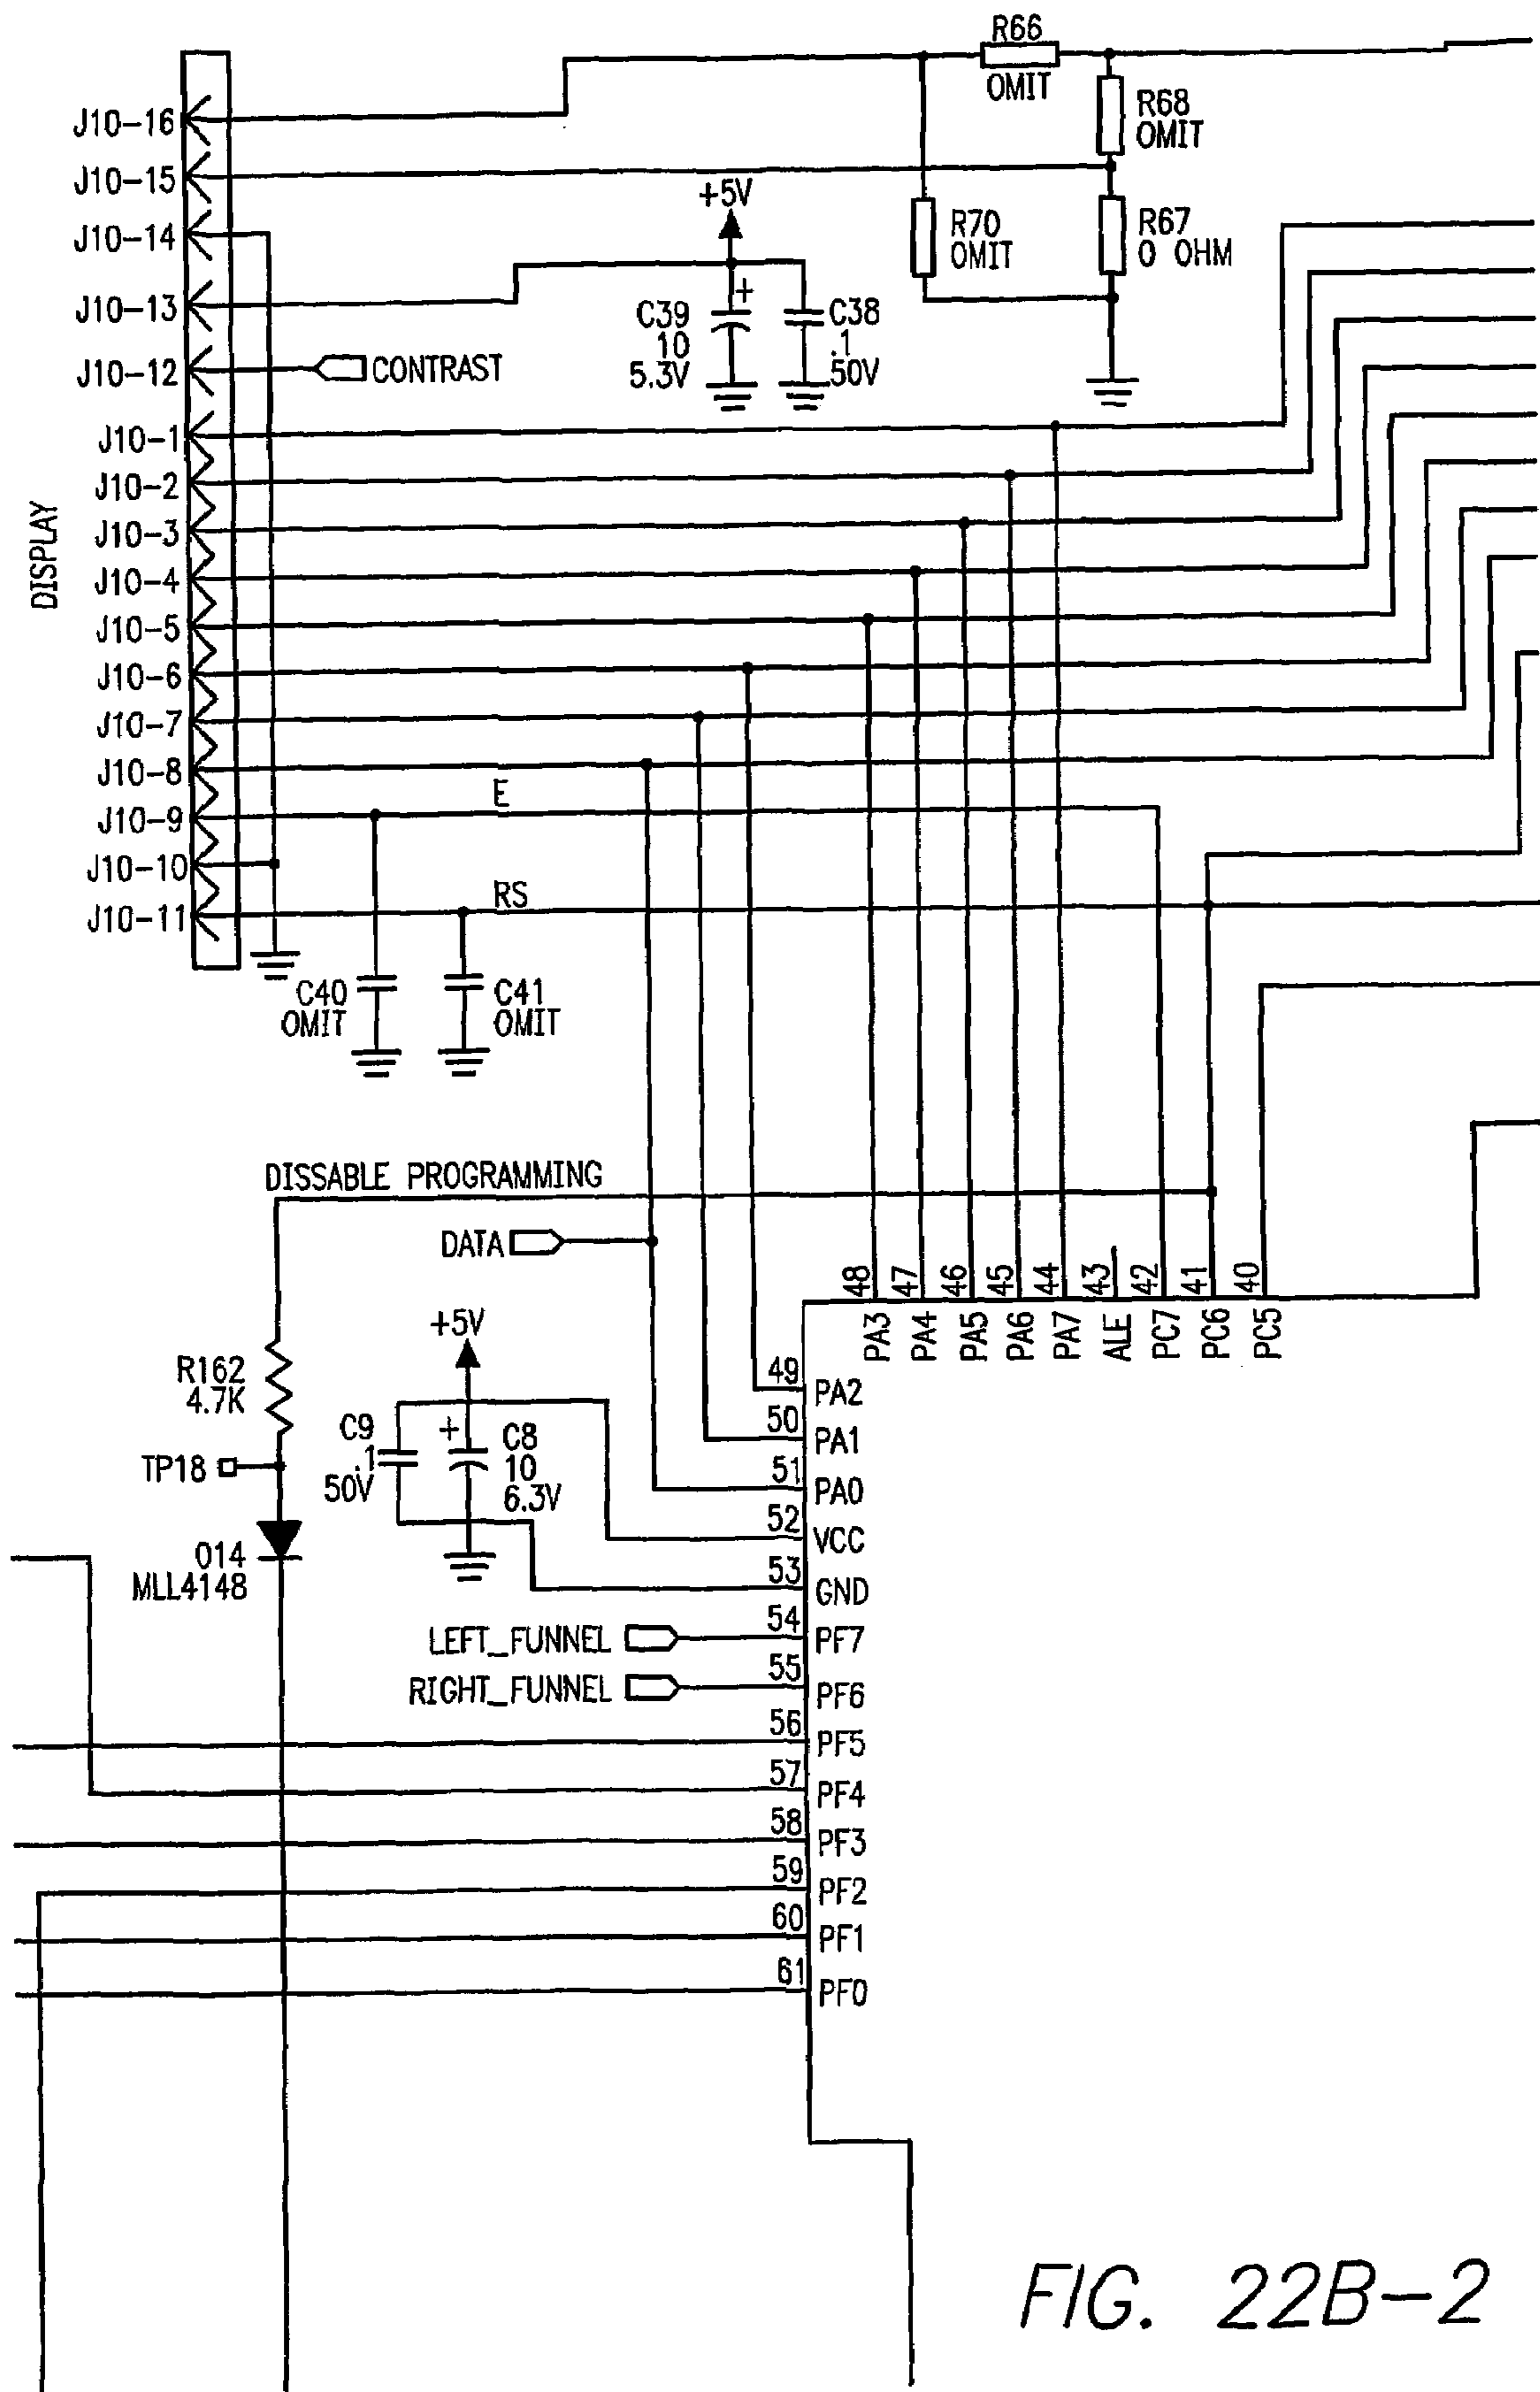 R66
OMIT
R68
OMIT
J10-16
J10-15
+5V
J10-14
R70
OMIT
R67
0 OHM
J10-13
C39
10
5.3V
+
C38
.1
50V
J10-12
CONTRAST
J10-1
J10-2
J10-3
DISPLAY
J10-4
J10-5
J10-6
J10-7
J10-8
E
J10-9
J10-10
RS
J10-11
C40
OMIT
C41
OMIT
DISSABLE PROGRAMMING
DATA
48
47
46
45
44
43
42
41
40
PA3
PA4
PA5
PA6
PA7
ALE
PC7
PC6
PC5
+5V
R162
4.7K
49
PA2
C9
.1
50V
+
C8
10
6.3V
50
PA1
TP18
51
PA0
52
VCC
014
MLL4148
53
GND
LEFT_FUNNEL
54
PF7
RIGHT_FUNNEL
55
PF6
56
PF5
57
PF4
58
PF3
59
PF2
60
PF1
61
PF0
FIG. 22B-2